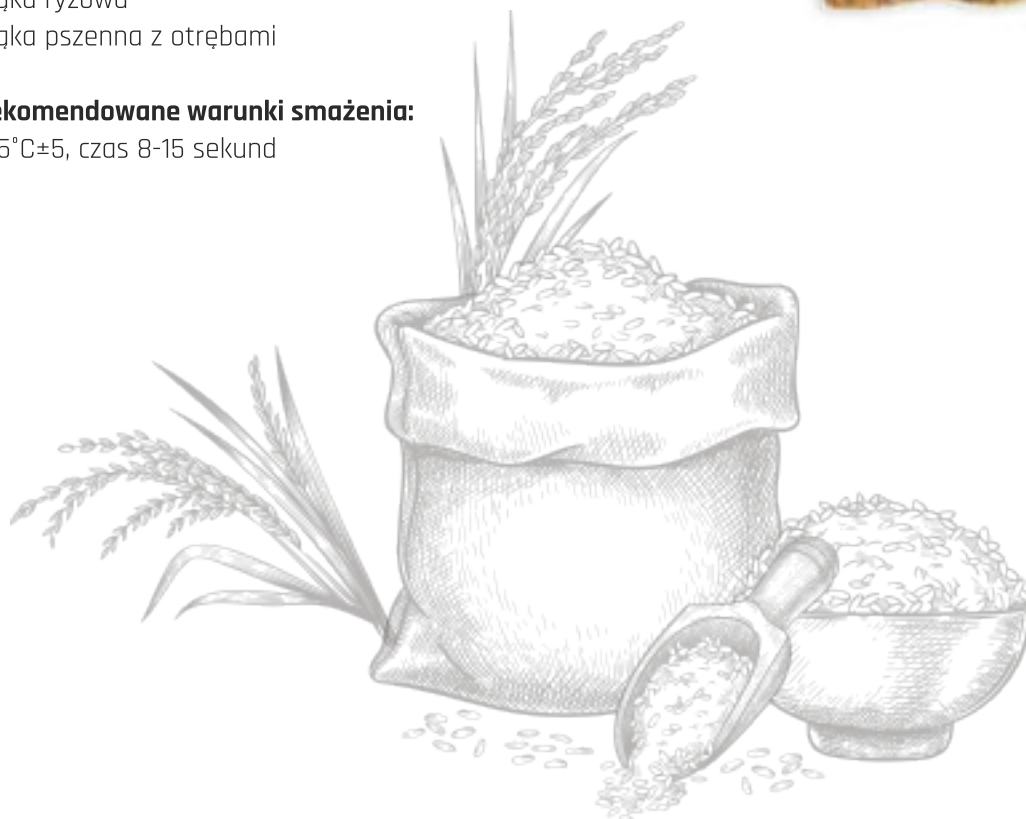 ąka ryżowa
ąka pszenna z otrębami
ekomendowane warunki smażenia:
5°C±5, czas 8-15 sekund